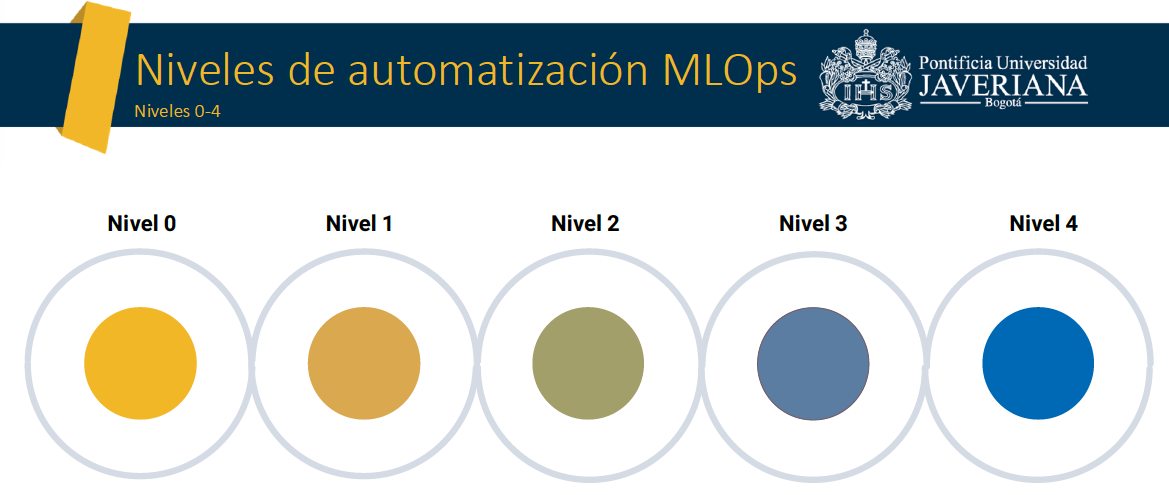 Niveles de automatización MLOps
Niveles 0-4
Pontificia Universidad
JAVERIANA
Bogotá
IHS
Nivel 0
Nivel 1
Nivel 2
Nivel 3
Nivel 4